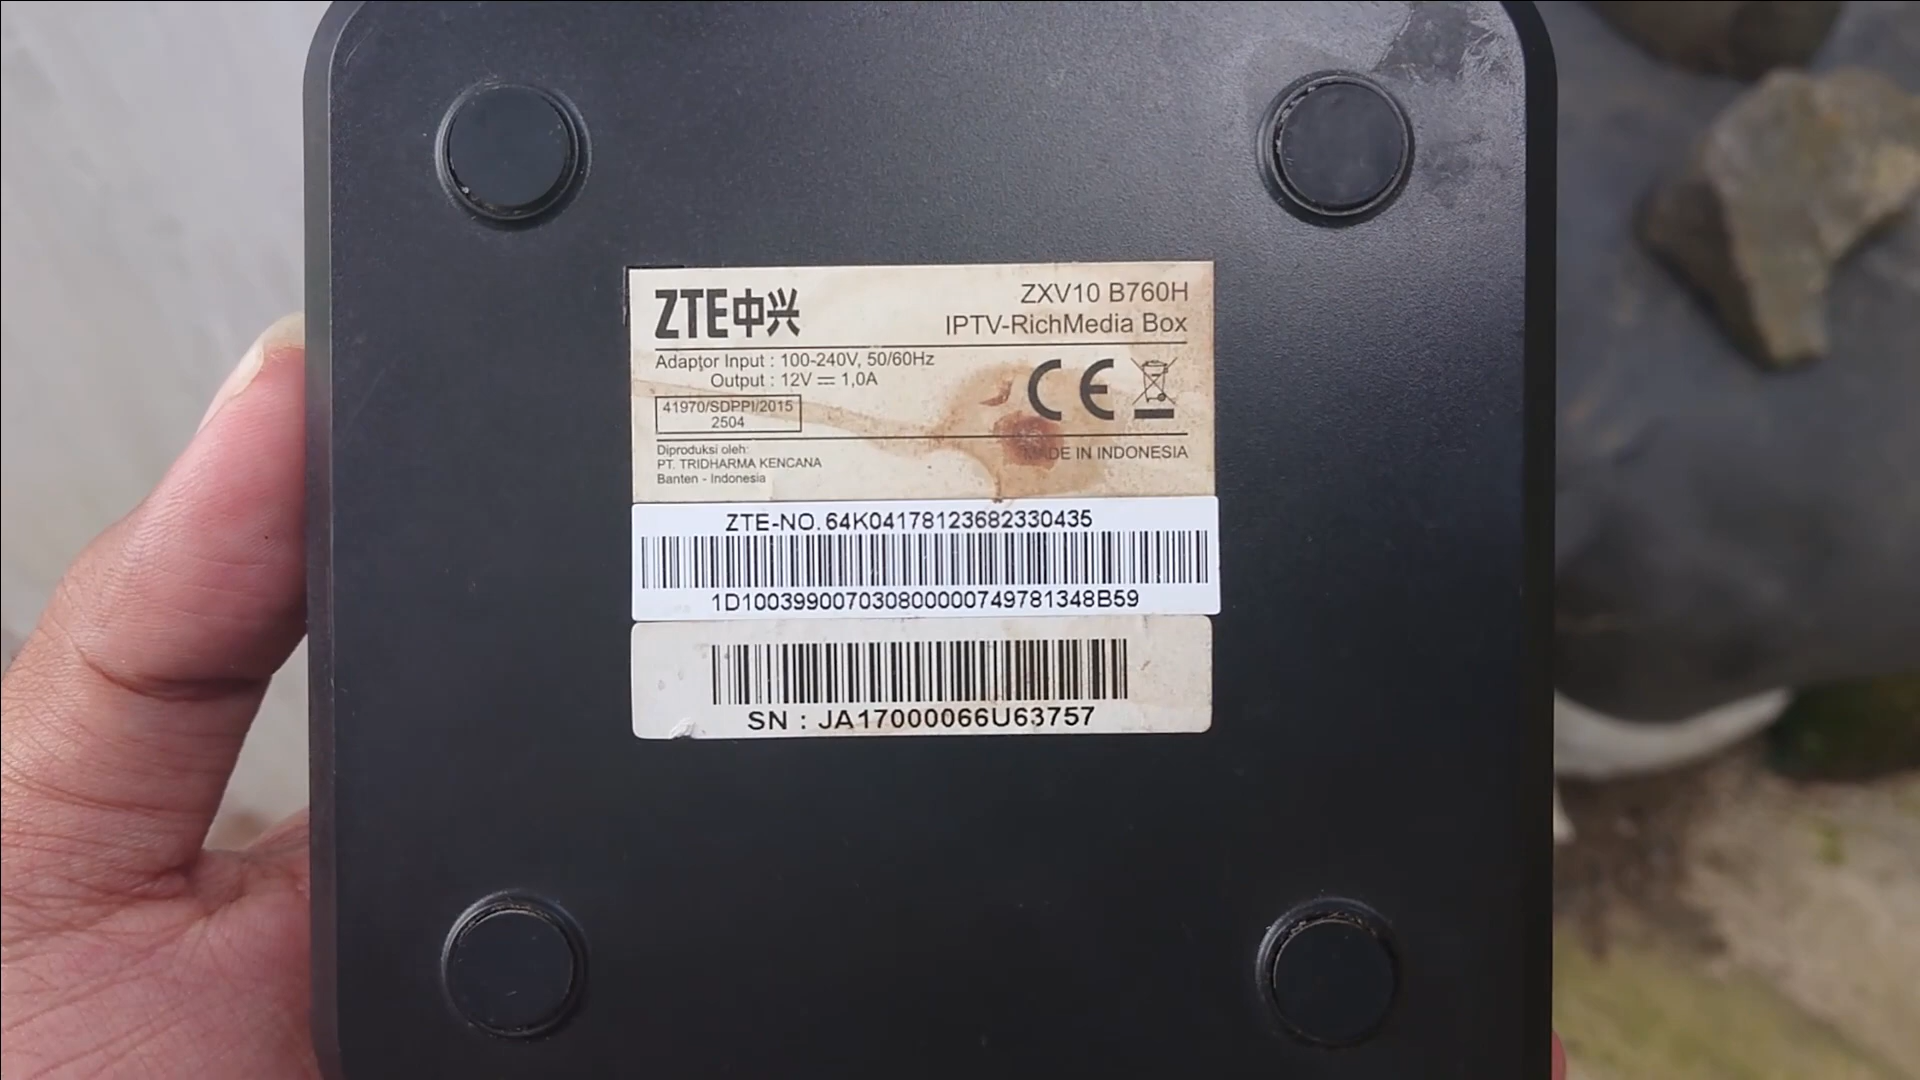 ZTE中兴
ZXV10 B760H
IPTV-RichMedia Box
Adaptor Input : 100-240V, 50/60Hz
Output : 12V ⎓ 1,0A
CE
41970/SDPPI/2015
2504
Diproduksi oleh:
PT. TRIDHARMA KENCANA
Banten - Indonesia
MADE IN INDONESIA
ZTE-NO.64K04178123682330435
1D10039900703080000074978134​8B59
SN : JA17000066U63757